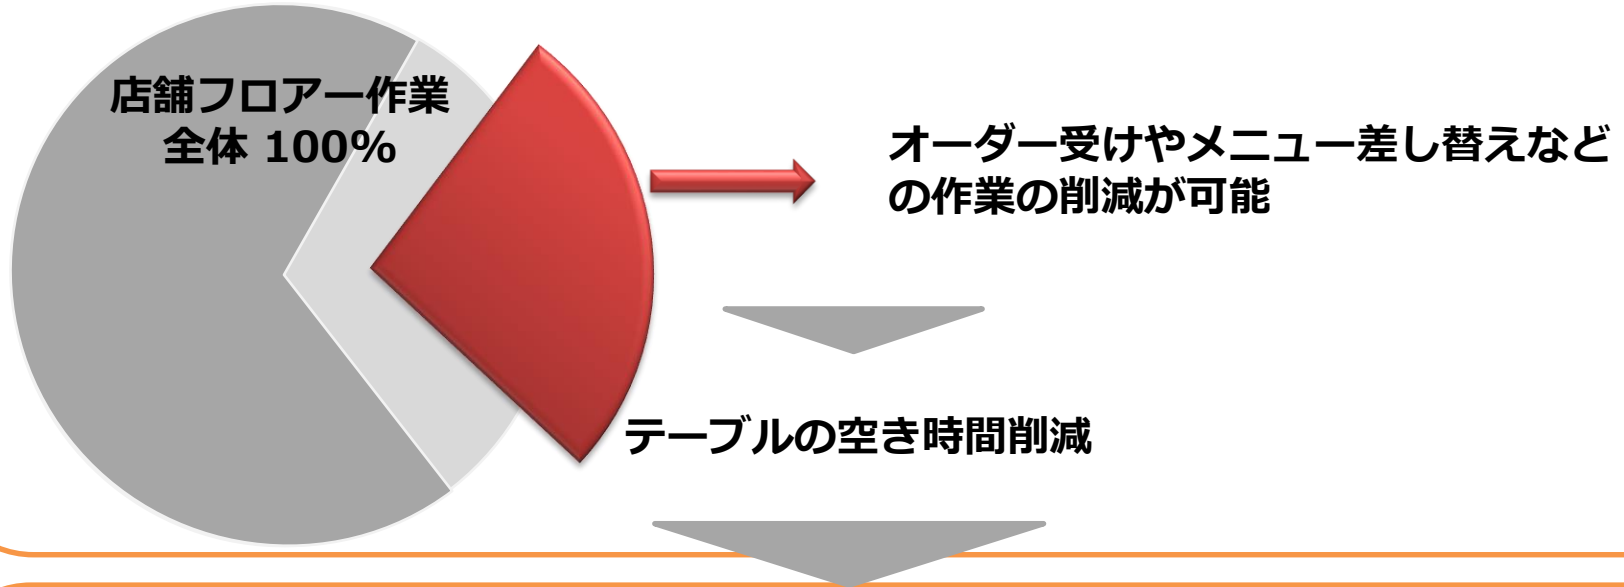 店舗フロアー作業
全体 100%
オーダー受けやメニュー差し替えなど
の作業の削減が可能
テーブルの空き時間削減